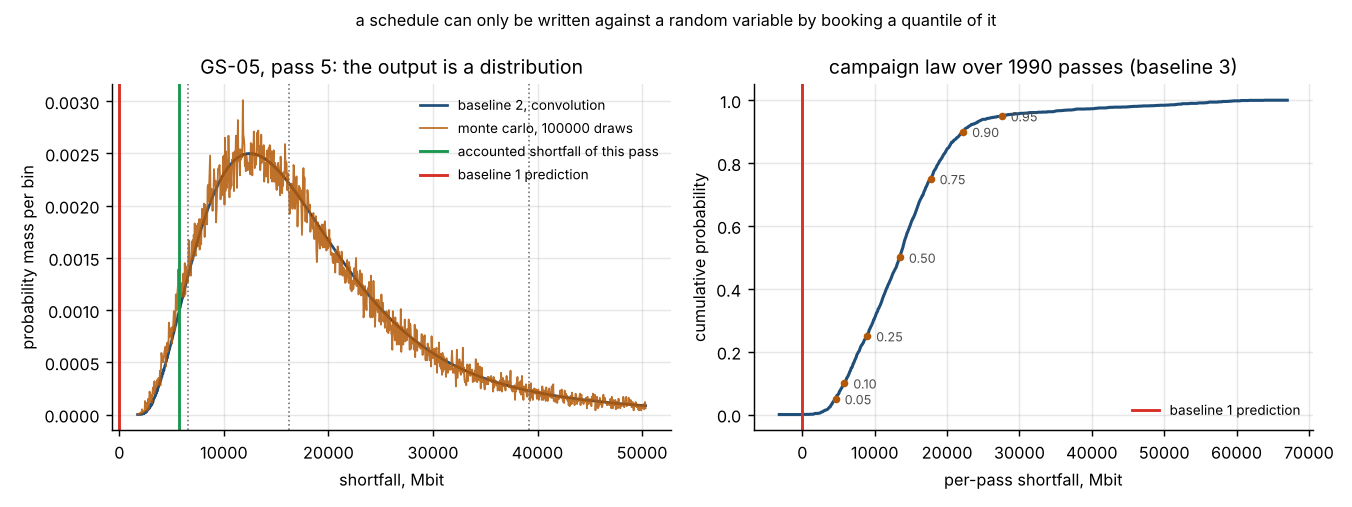 a schedule can only be written against a random variable by booking a quantile of it
GS-05, pass 5: the output is a distribution
probability mass per bin
0.0030
0.0025
0.0020
0.0015
0.0010
0.0005
0.0000
baseline 2, convolution
monte carlo, 100000 draws
accounted shortfall of this pass
baseline 1 prediction
0 10000 20000 30000 40000 50000
shortfall, Mbit
campaign law over 1990 passes (baseline 3)
cumulative probability
1.0
0.8
0.6
0.4
0.2
0.0
0.95
0.90
0.75
0.50
0.25
0.10
0.05
baseline 1 prediction
0 10000 20000 30000 40000 50000 60000 70000
per-pass shortfall, Mbit